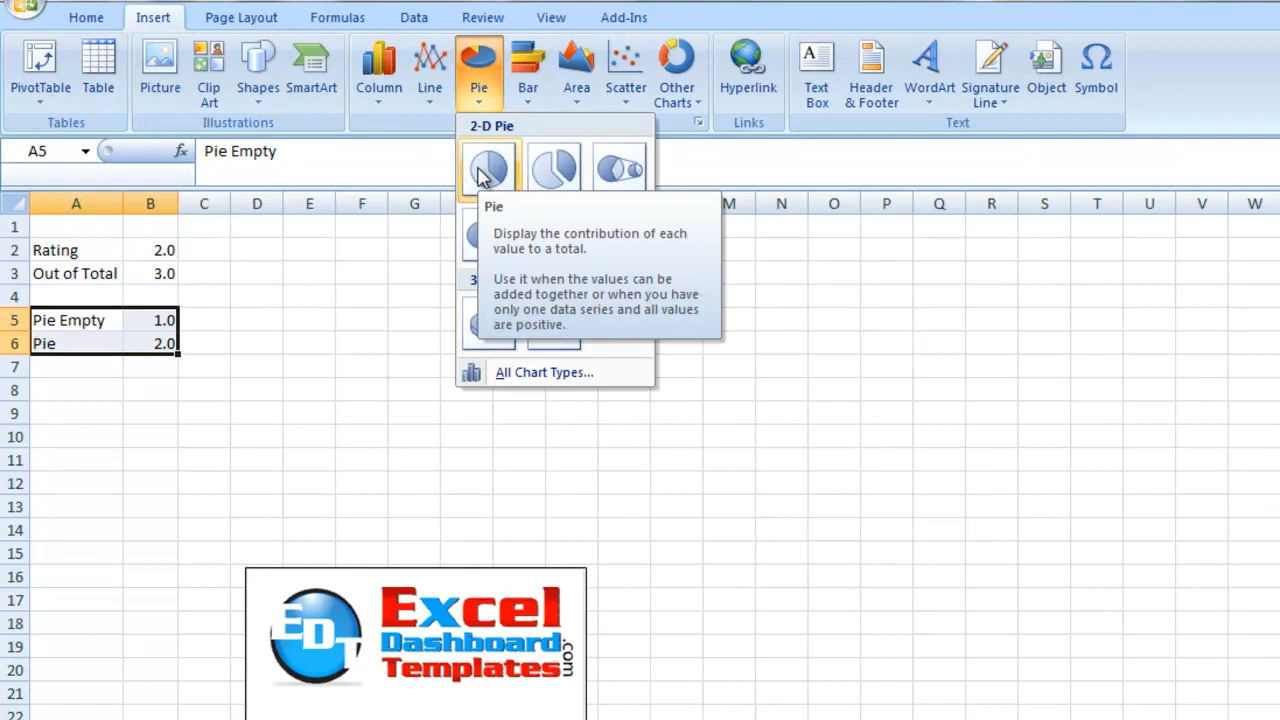 Home Insert Page Layout Formulas Data Review View Add-Ins
PivotTable Table Picture Clip Art Shapes SmartArt Column Line Pie Bar Area Scatter Other Charts Hyperlink Text Box Header & Footer WordArt Signature Line Object Symbol
Tables Illustrations Links Text
A5 fx Pie Empty
2-D Pie
Pie
Display the contribution of each
value to a total.
Use it when the values can be
added together or when you have
only one data series and all values
are positive.
3
All Chart Types...
A B C D E F G M N O P Q R S T U V W
1
2 Rating 2.0
3 Out of Total 3.0
4
5 Pie Empty 1.0
6 Pie 2.0
7
8
9
10
11
12
13
14
15
16
17
18
19
20
21
22
EDT
Excel
Dashboard
Templates
.com